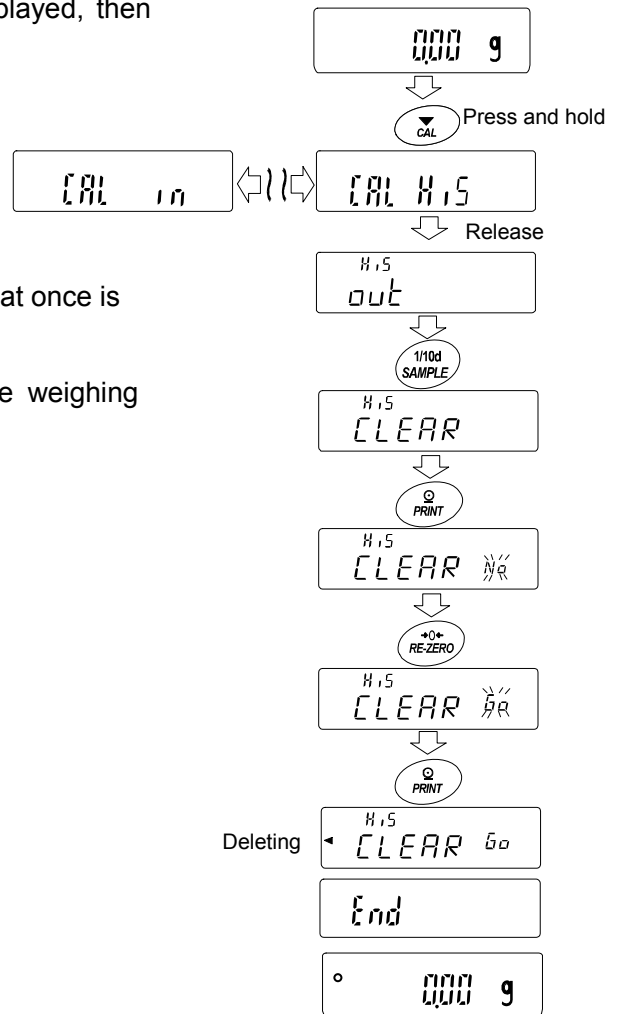 played, then
0.00 g
CAL
Press and hold
CAL in
CAL HiS
Release
HiS
out
at once is
1/10d
SAMPLE
e weighing
HiS
CLEAR
PRINT
HiS
CLEAR No
→0←
RE-ZERO
HiS
CLEAR Go
PRINT
HiS
Deleting
CLEAR Go
End
0.00 g